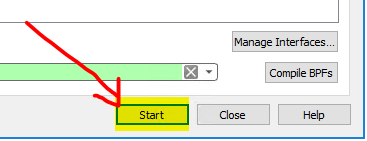 Manage Interfaces...
Compile BPFs
Start Close Help